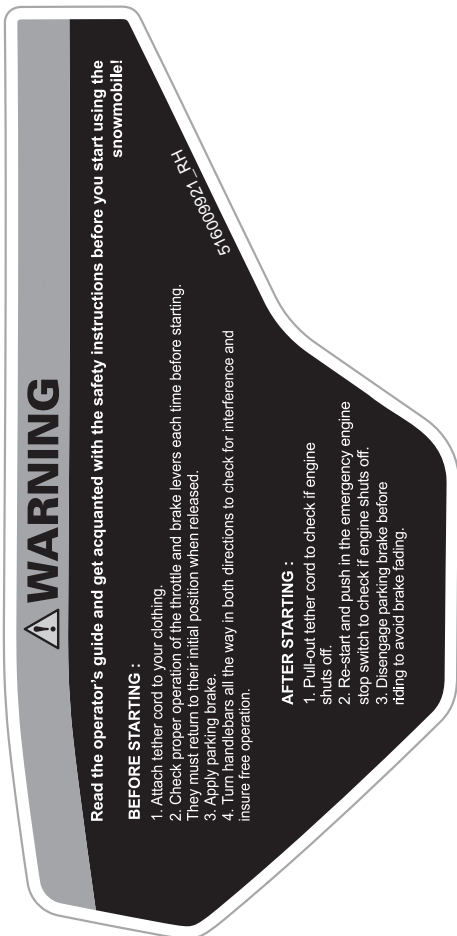 WARNING
Read the operator's guide and get acquanted with the safety instructions before you start using the
snowmobile!
BEFORE STARTING :
1. Attach tether cord to your clothing.
2. Check proper operation of the throttle and brake levers each time before starting.
They must return to their initial position when released.
3. Apply parking brake.
4. Turn handlebars all the way in both directions to check for interference and
insure free operation.
516009921_RH
AFTER STARTING :
1. Pull-out tether cord to check if engine
shuts off.
2. Re-start and push in the emergency engine
stop switch to check if engine shuts off.
3. Disengage parking brake before
riding to avoid brake fading.